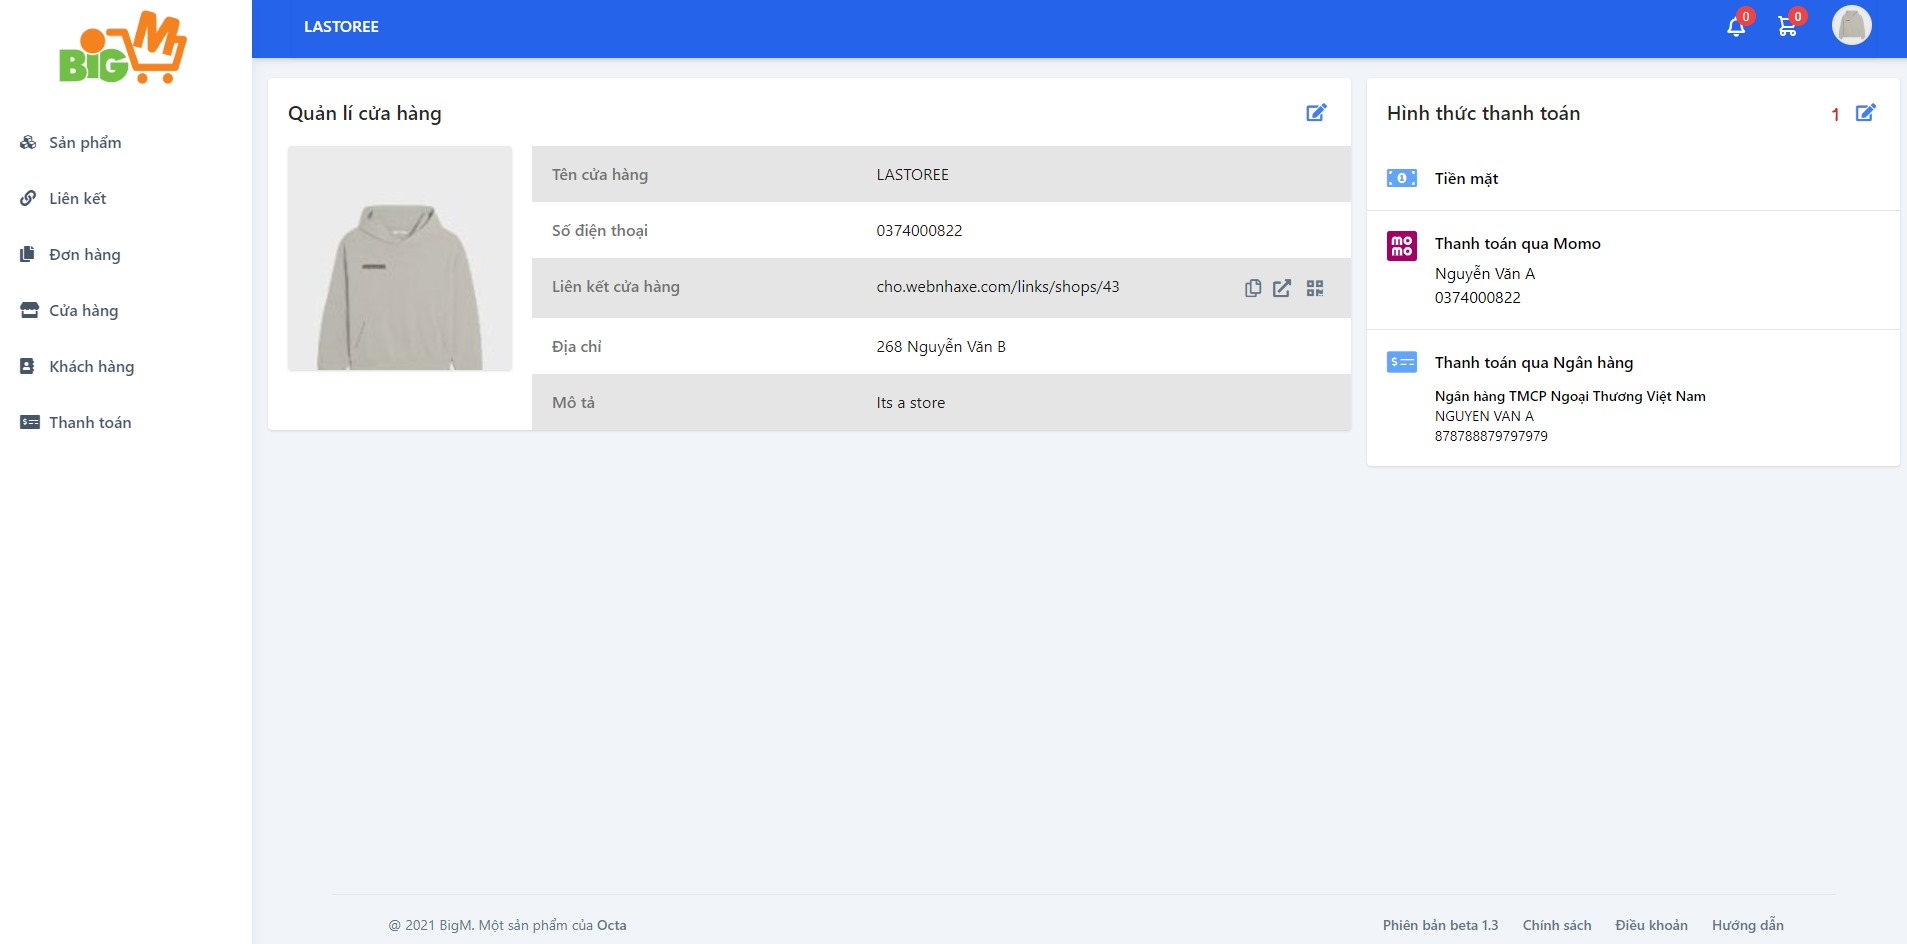 BiG M
LASTOREE
0
0
Sản phẩm
Liên kết
Đơn hàng
Cửa hàng
Khách hàng
Thanh toán
Quản lí cửa hàng
Tên cửa hàng LASTOREE
Số điện thoại 0374000822
Liên kết cửa hàng cho.webnhaxe.com/links/shops/43
Địa chỉ 268 Nguyễn Văn B
Mô tả Its a store
Hình thức thanh toán 1
Tiền mặt
mo
mo
Thanh toán qua Momo
Nguyễn Văn A
0374000822
Thanh toán qua Ngân hàng
Ngân hàng TMCP Ngoại Thương Việt Nam
NGUYEN VAN A
878788879797979
@ 2021 BigM. Một sản phẩm của Octa
Phiên bản beta 1.3 Chính sách Điều khoản Hướng dẫn